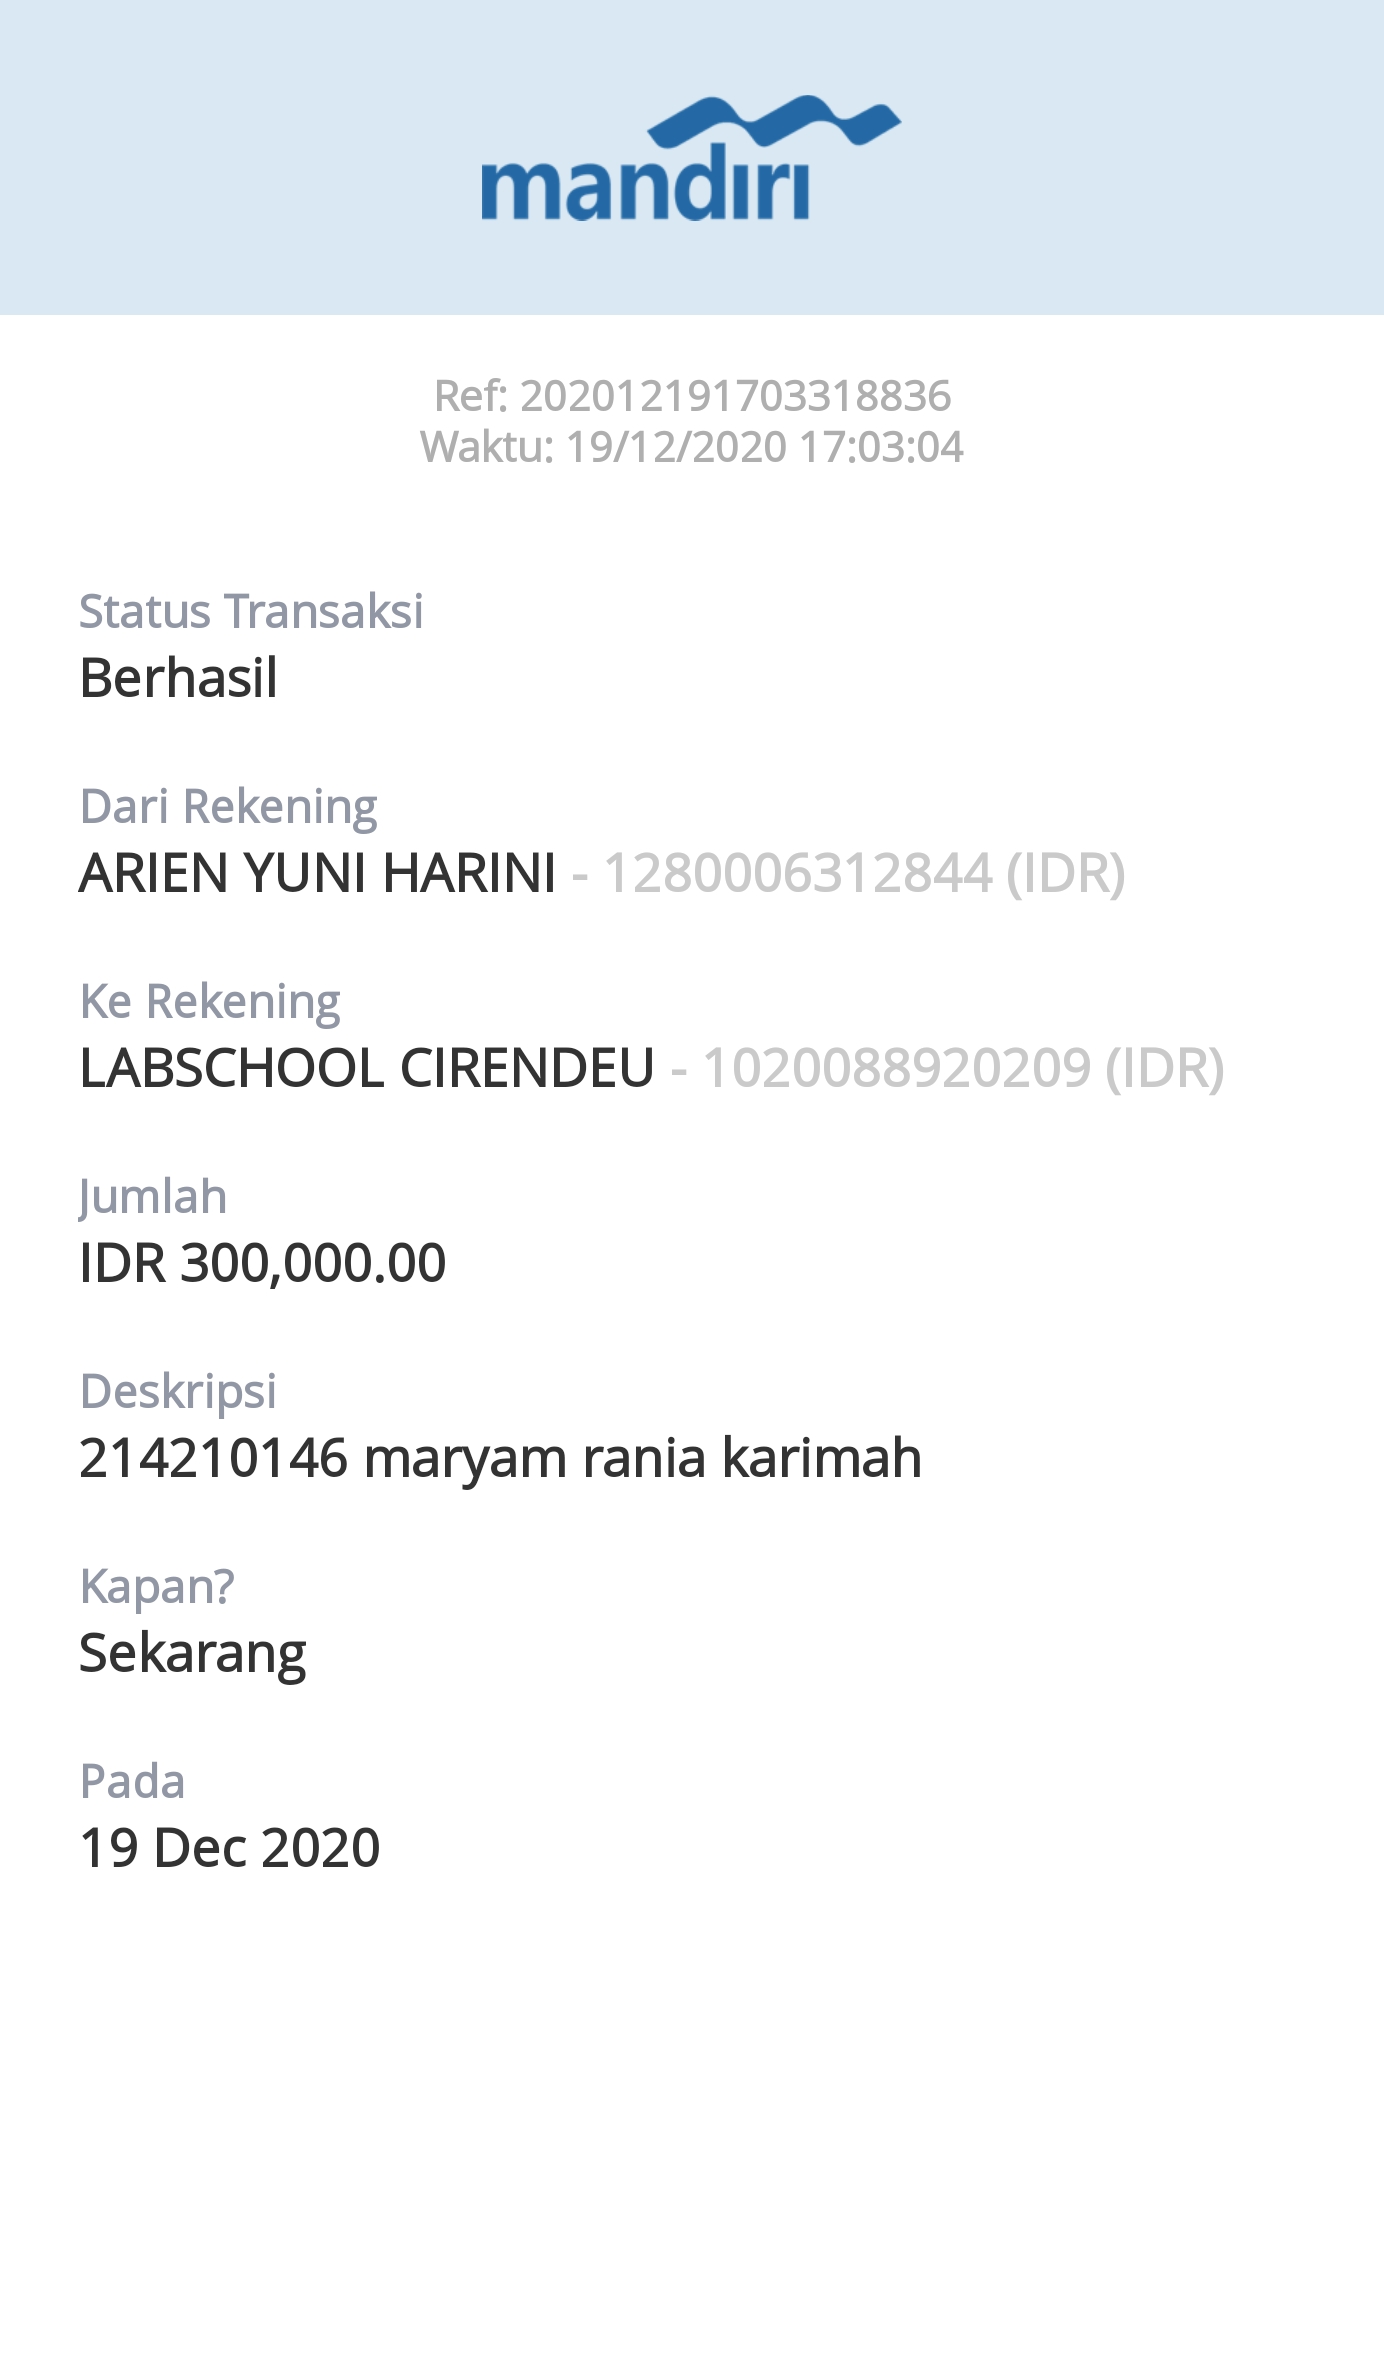 mandiri
Ref: 202012191703318836
Waktu: 19/12/2020 17:03:04
Status Transaksi
Berhasil
Dari Rekening
ARIEN YUNI HARINI - 1280006312844 (IDR)
Ke Rekening
LABSCHOOL CIRENDEU - 1020088920209 (IDR)
Jumlah
IDR 300,000.00
Deskripsi
214210146 maryam rania karimah
Kapan?
Sekarang
Pada
19 Dec 2020